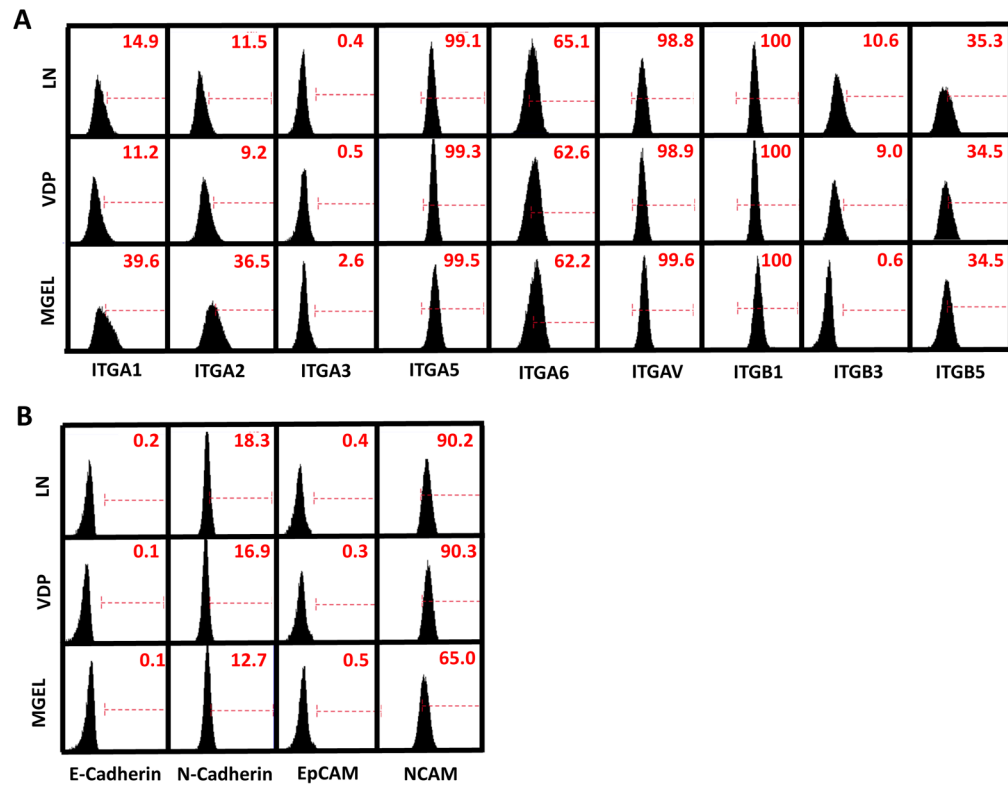 A
LN 14.9 11.5 0.4 99.1 65.1 98.8 100 10.6 35.3
VDP 11.2 9.2 0.5 99.3 62.6 98.9 100 9.0 34.5
MGEL 39.6 36.5 2.6 99.5 62.2 99.6 100 0.6 34.5
ITGA1 ITGA2 ITGA3 ITGA5 ITGA6 ITGAV ITGB1 ITGB3 ITGB5
B
LN 0.2 18.3 0.4 90.2
VDP 0.1 16.9 0.3 90.3
MGEL 0.1 12.7 0.5 65.0
E-Cadherin N-Cadherin EpCAM NCAM